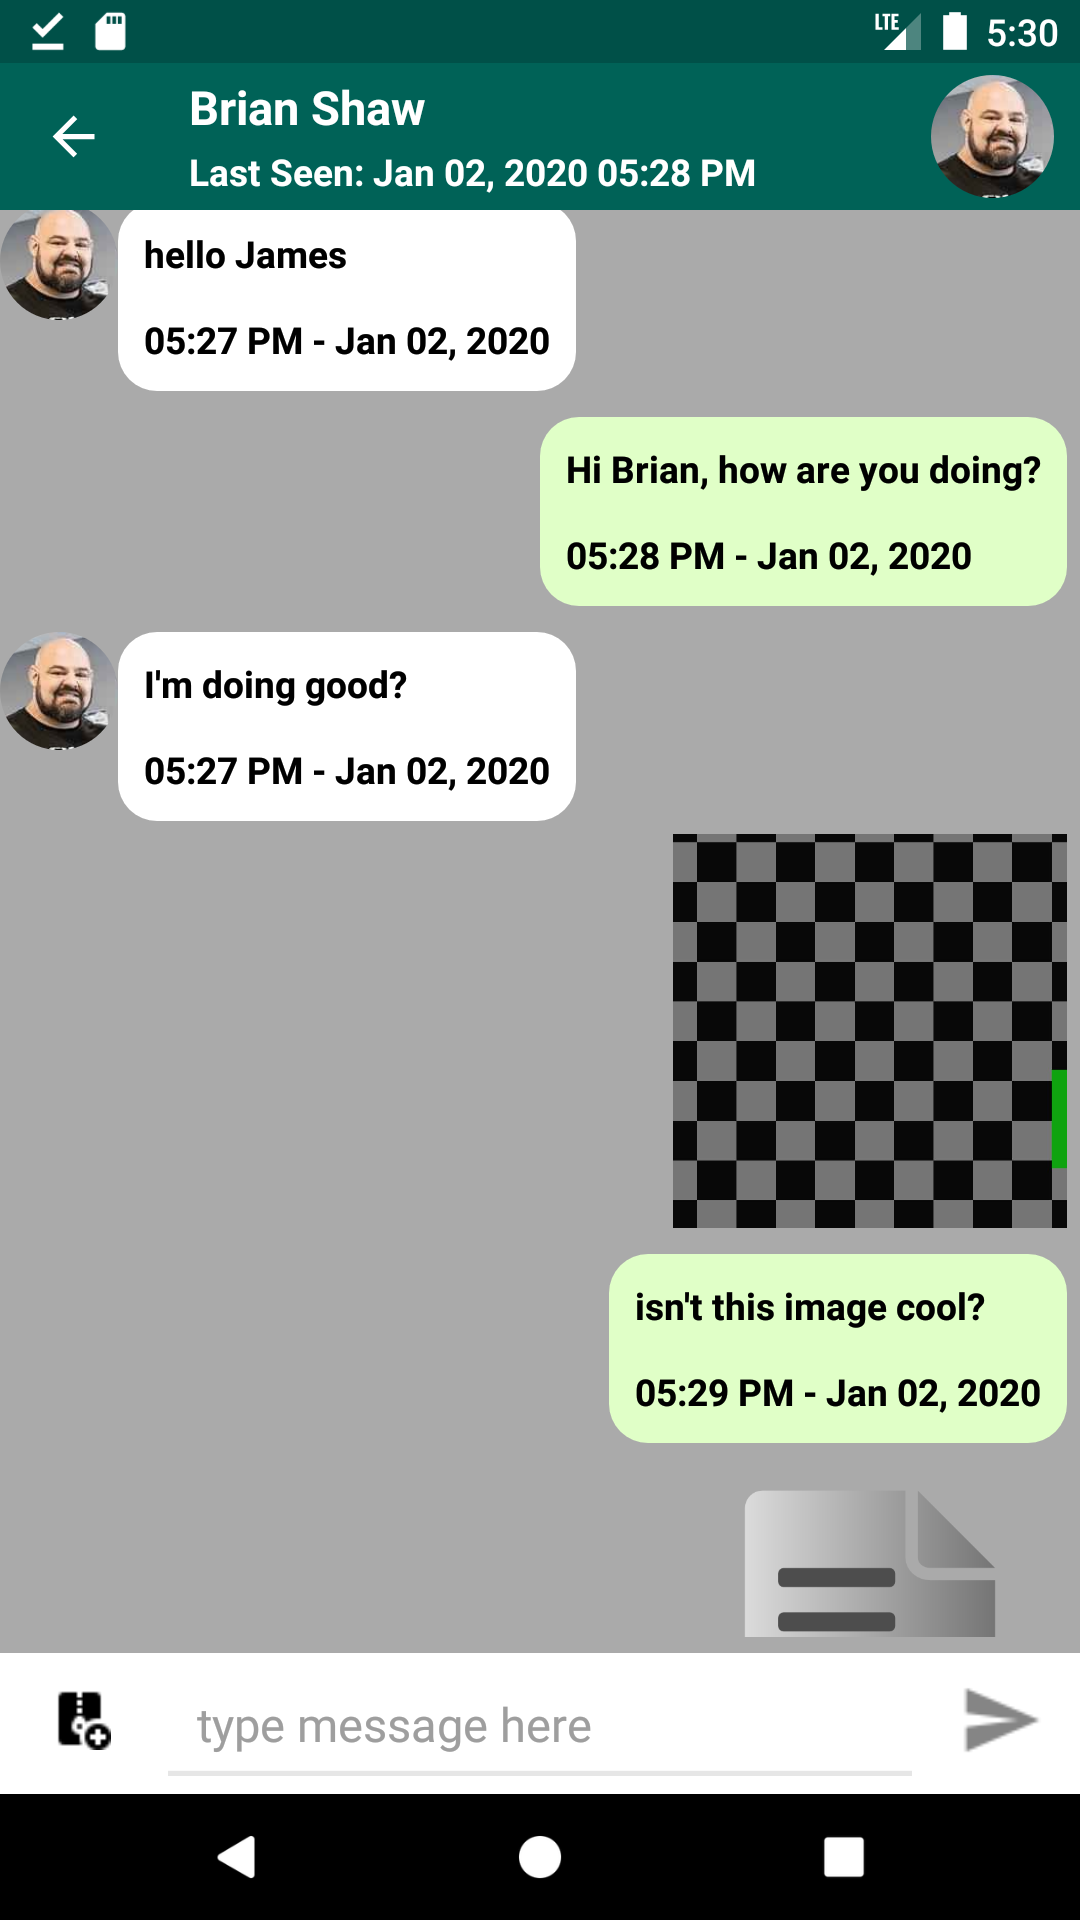 LTE 5:30
Brian Shaw
Last Seen: Jan 02, 2020 05:28 PM
hello James
05:27 PM - Jan 02, 2020
Hi Brian, how are you doing?
05:28 PM - Jan 02, 2020
I'm doing good?
05:27 PM - Jan 02, 2020
isn't this image cool?
05:29 PM - Jan 02, 2020
type message here